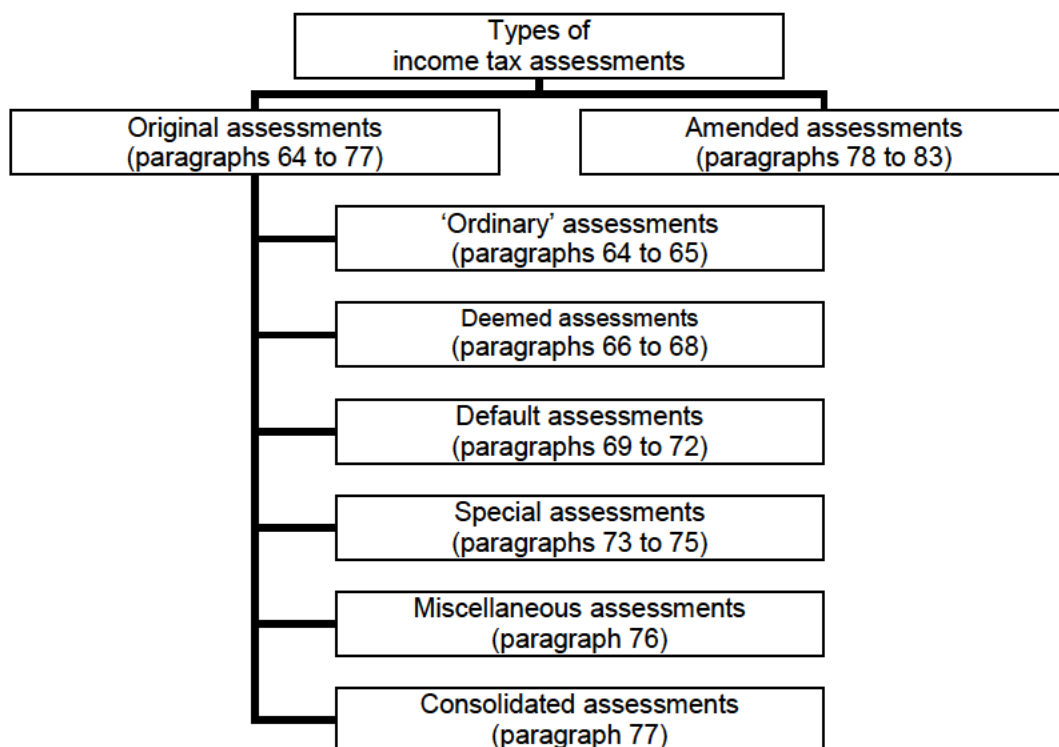 Types of
income tax assessments
Original assessments
(paragraphs 64 to 77)
Amended assessments
(paragraphs 78 to 83)
‘Ordinary’ assessments
(paragraphs 64 to 65)
Deemed assessments
(paragraphs 66 to 68)
Default assessments
(paragraphs 69 to 72)
Special assessments
(paragraphs 73 to 75)
Miscellaneous assessments
(paragraph 76)
Consolidated assessments
(paragraph 77)